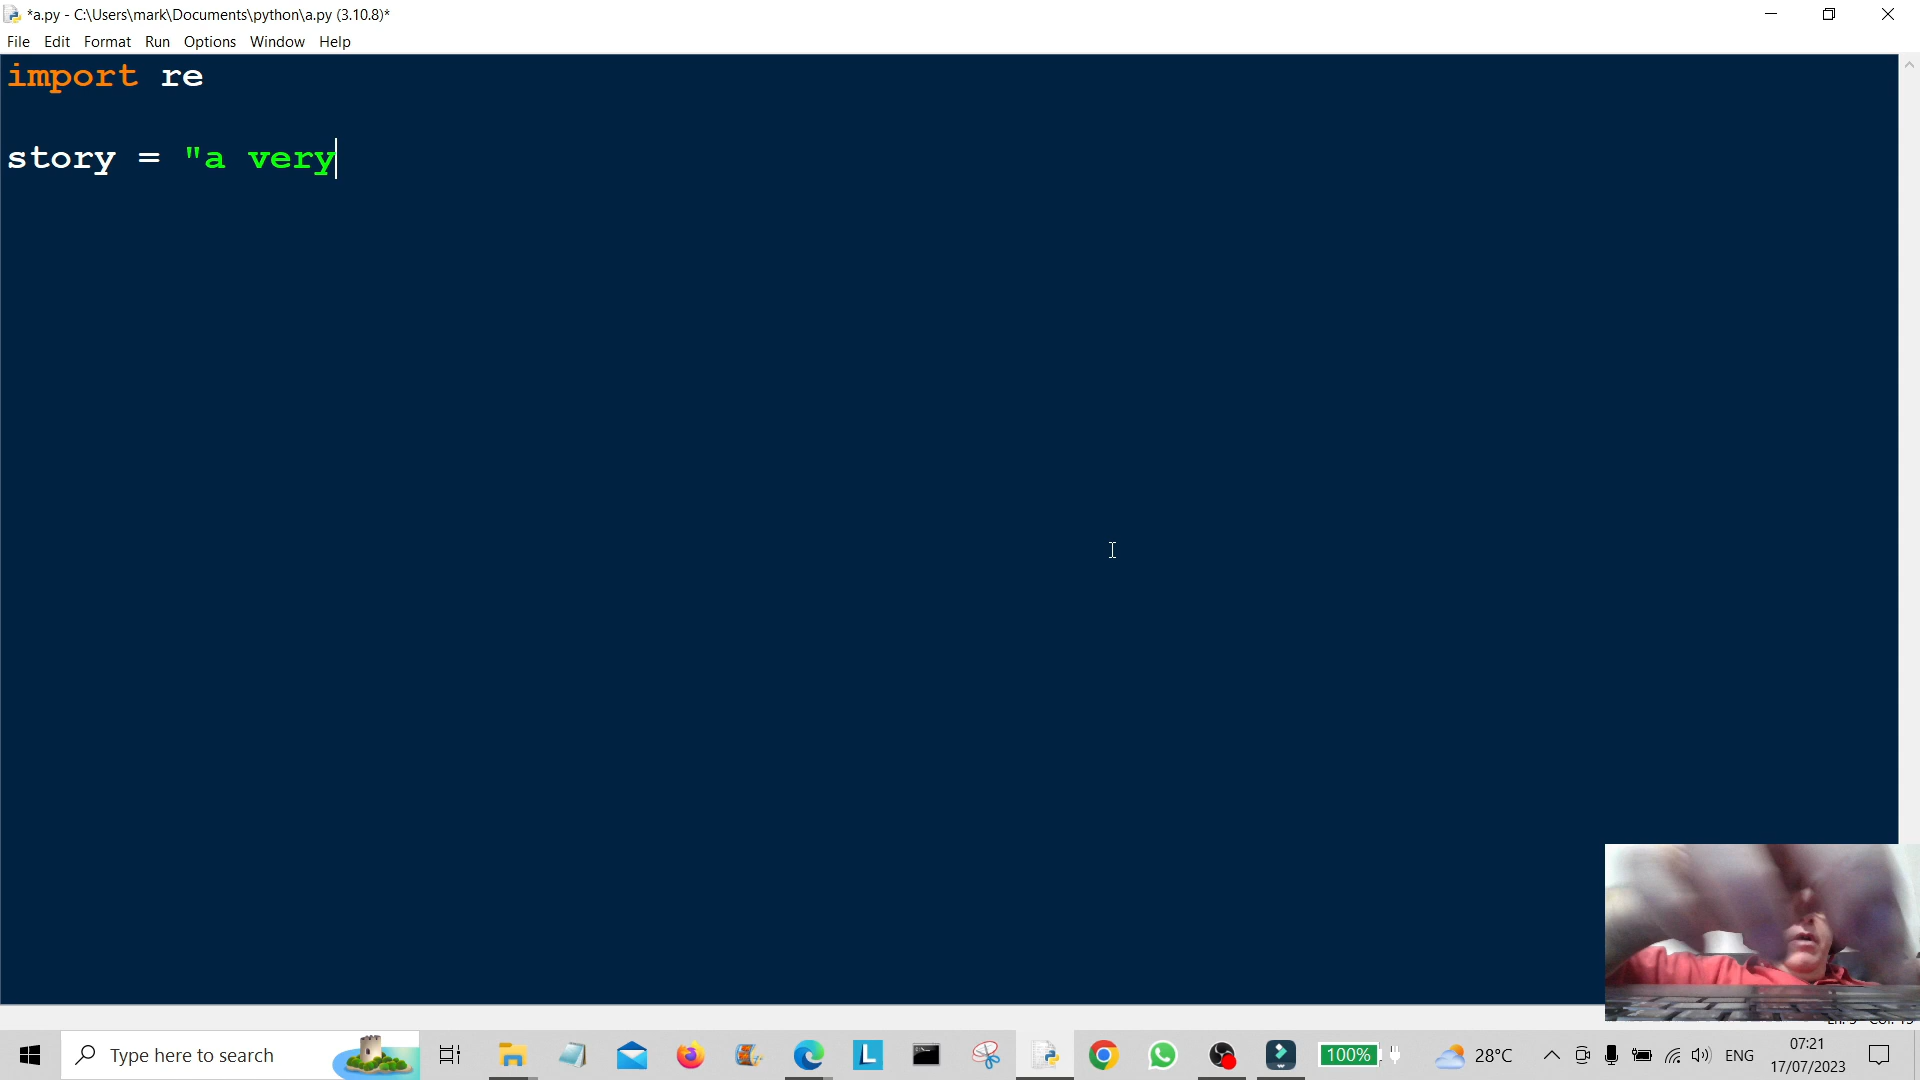 *a.py - C:\Users\mark\Documents\python\a.py (3.10.8)*
File Edit Format Run Options Window Help
import re
story = "a very
Type here to search
L
100%
28°C
ENG
07:21
17/07/2023